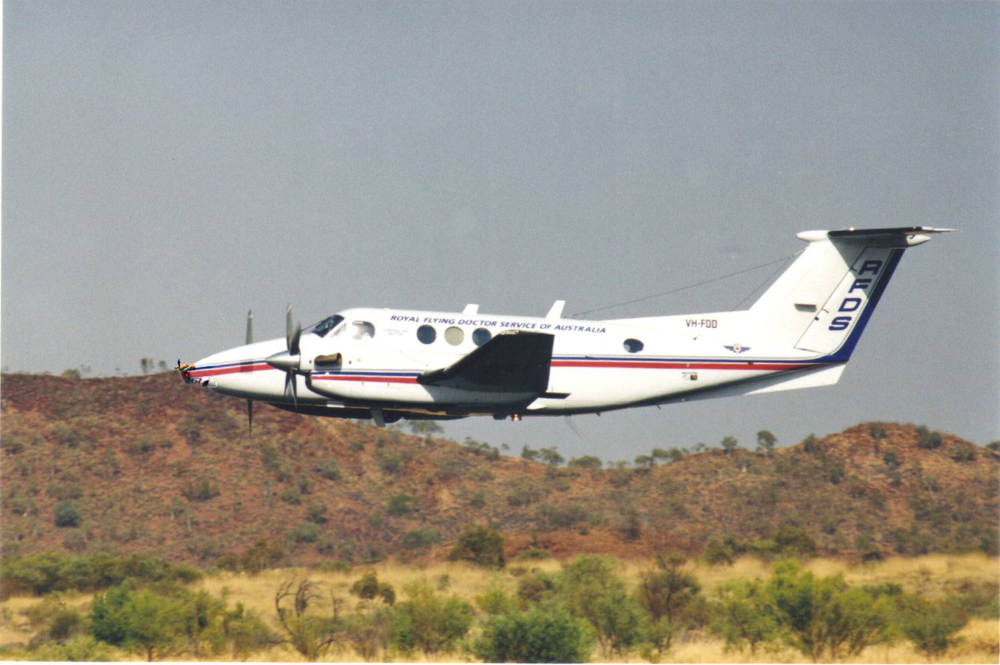 ROYAL FLYING DOCTOR SERVICE OF AUSTRALIA
VH-FDD
RFDS